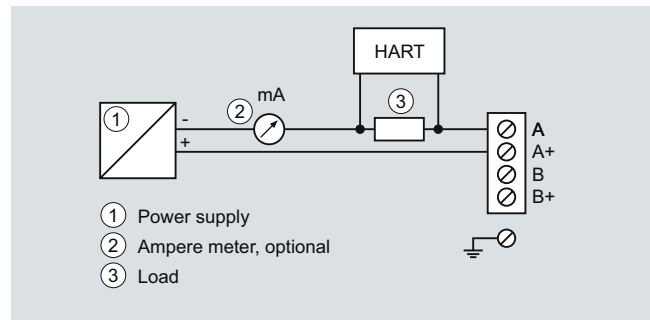 HART
mA
2
3
1
-
+
A
A+
B
B+
1 Power supply
2 Ampere meter, optional
3 Load